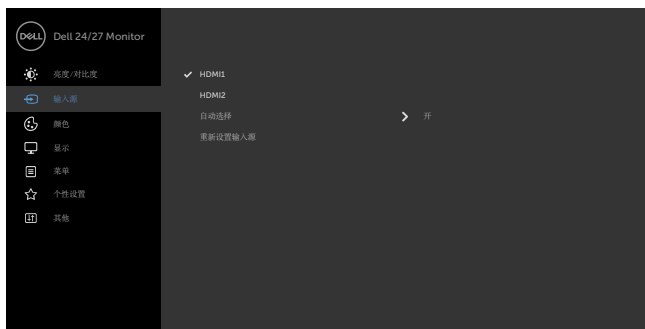 DELL Dell 24/27 Monitor
亮度/对比度
HDMI1
输入源
HDMI2
颜色
自动选择 开
显示
重新设置输入源
菜单
个性设置
其他